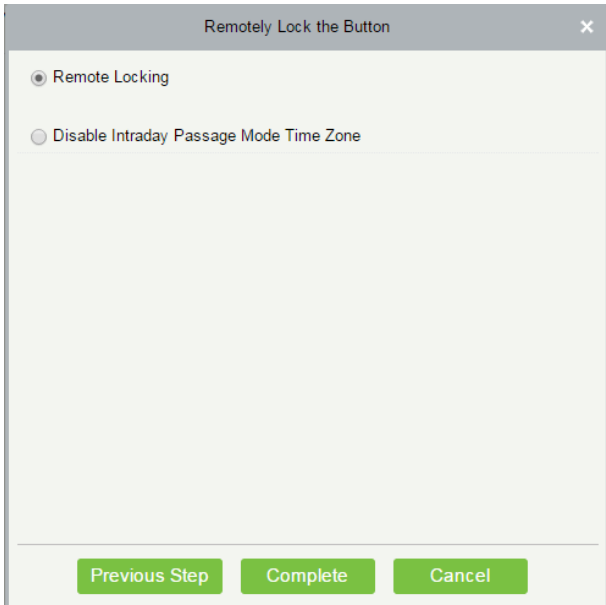 Remotely Lock the Button
Remote Locking
Disable Intraday Passage Mode Time Zone
Previous Step Complete Cancel